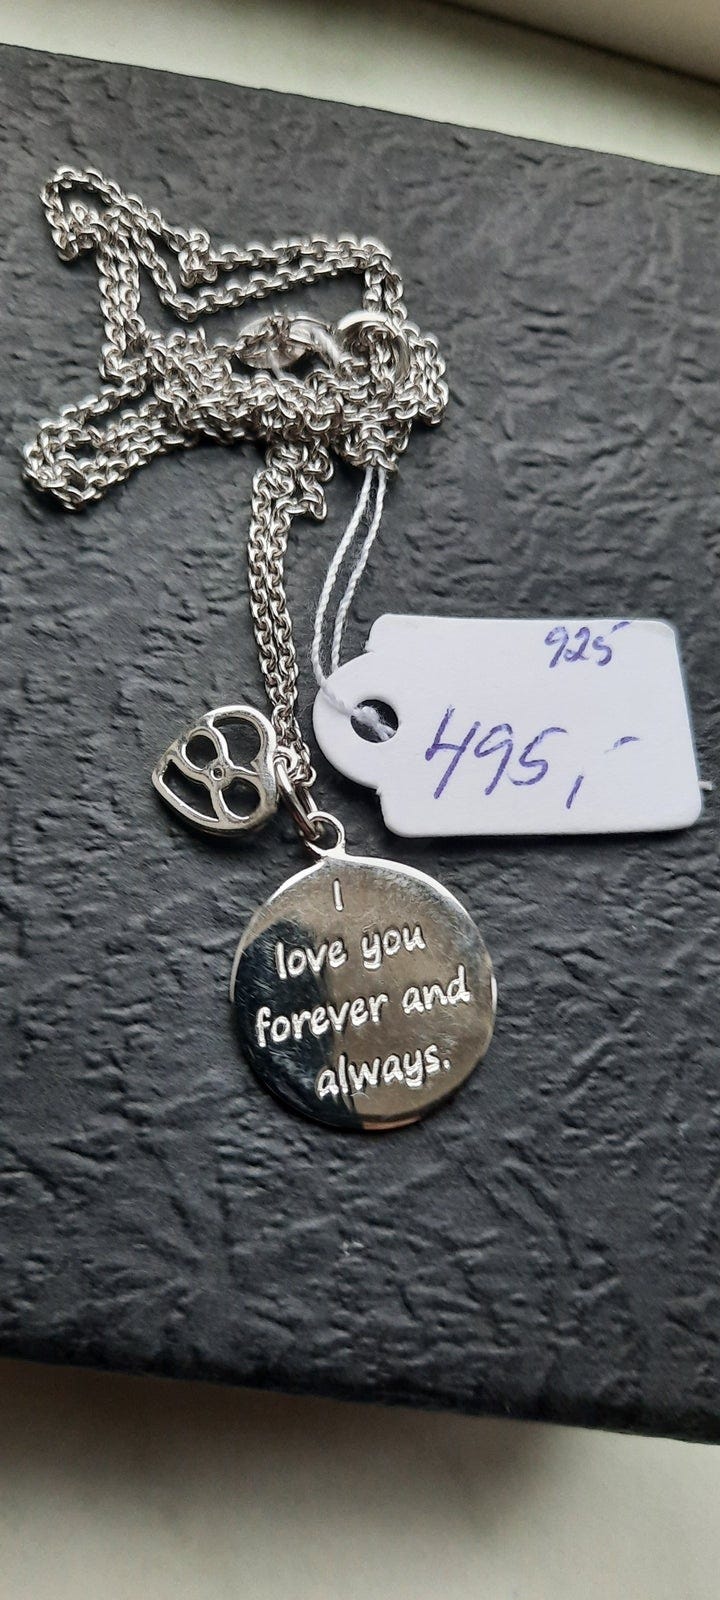 925
495,-
I
love you
forever and
always.